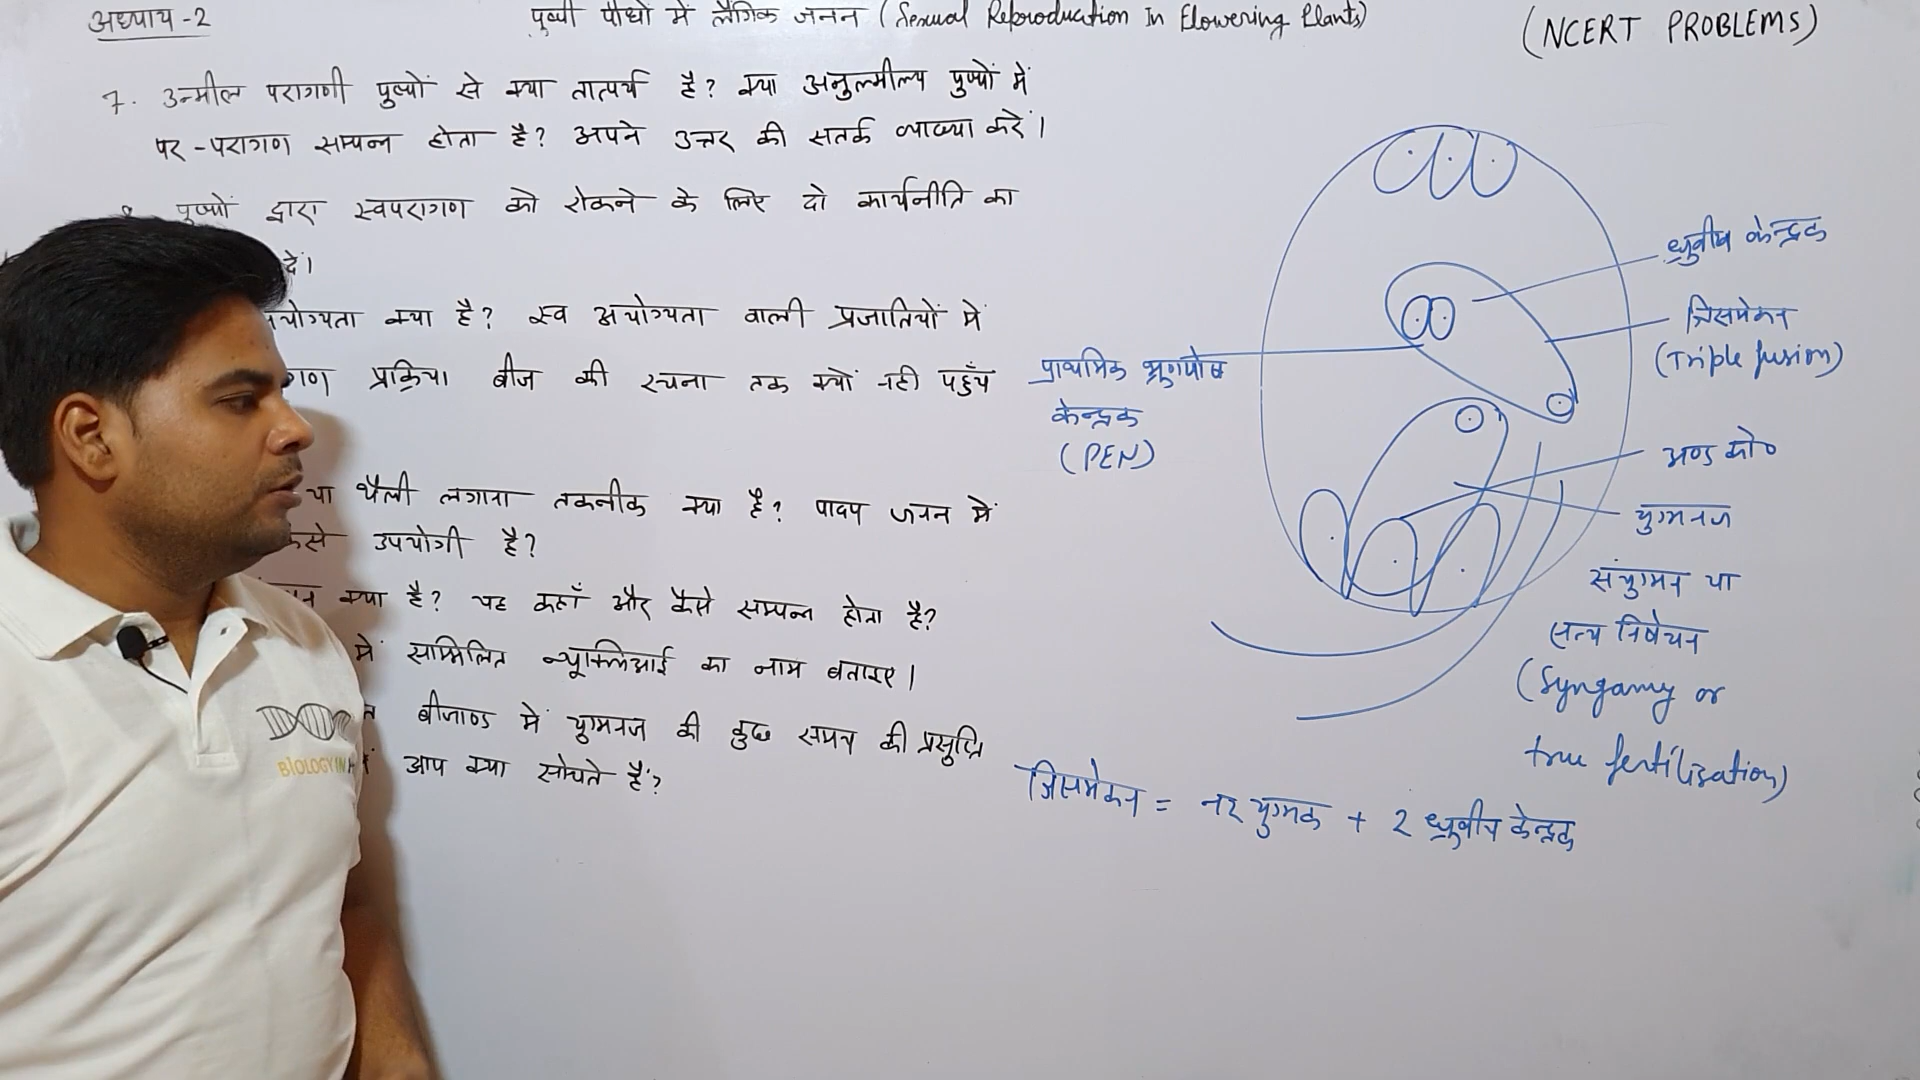 अध्याय-2
पुष्पी पौधों में लैंगिक जनन (Sexual Reproduction In Flowering Plants)
(NCERT PROBLEMS)
7. उन्मील परागणी पुष्पों से क्या तात्पर्य है? क्या अनुन्मील्य पुष्पों में
पर-परागण सम्पन्न होता है? अपने उत्तर की सतर्क व्याख्या करें।
पुष्पों द्वारा स्वपरागण को रोकने के लिए दो कार्यनीति का
दें।
क्या है? स्व अयोग्यता वाली प्रजातियों में
प्रक्रिया बीज की रचना तक क्यों नही पहुँच
या थैली लगाना तकनीक क्या है? पादप जनन में
उपयोगी है?
क्या है? यह कहाँ और कैसे सम्पन्न होता है?
में सम्मिलित न्यूक्लिआई का नाम बताइए।
बीजाण्ड में युग्मनज की कुछ समय की प्रसुप्ति
आप क्या सोचते हैं?
ध्रुवीय केन्द्रक
त्रिसमेकन
(Triple fusion)
प्राथमिक भ्रूणपोष
केन्द्रक
(PEN)
अण्ड को०
युग्मनज
संयुग्मन या
सत्य निषेचन
(Syngamy or
true fertilization)
त्रिसमेकन = नर युग्मक + 2 ध्रुवीय केन्द्रक